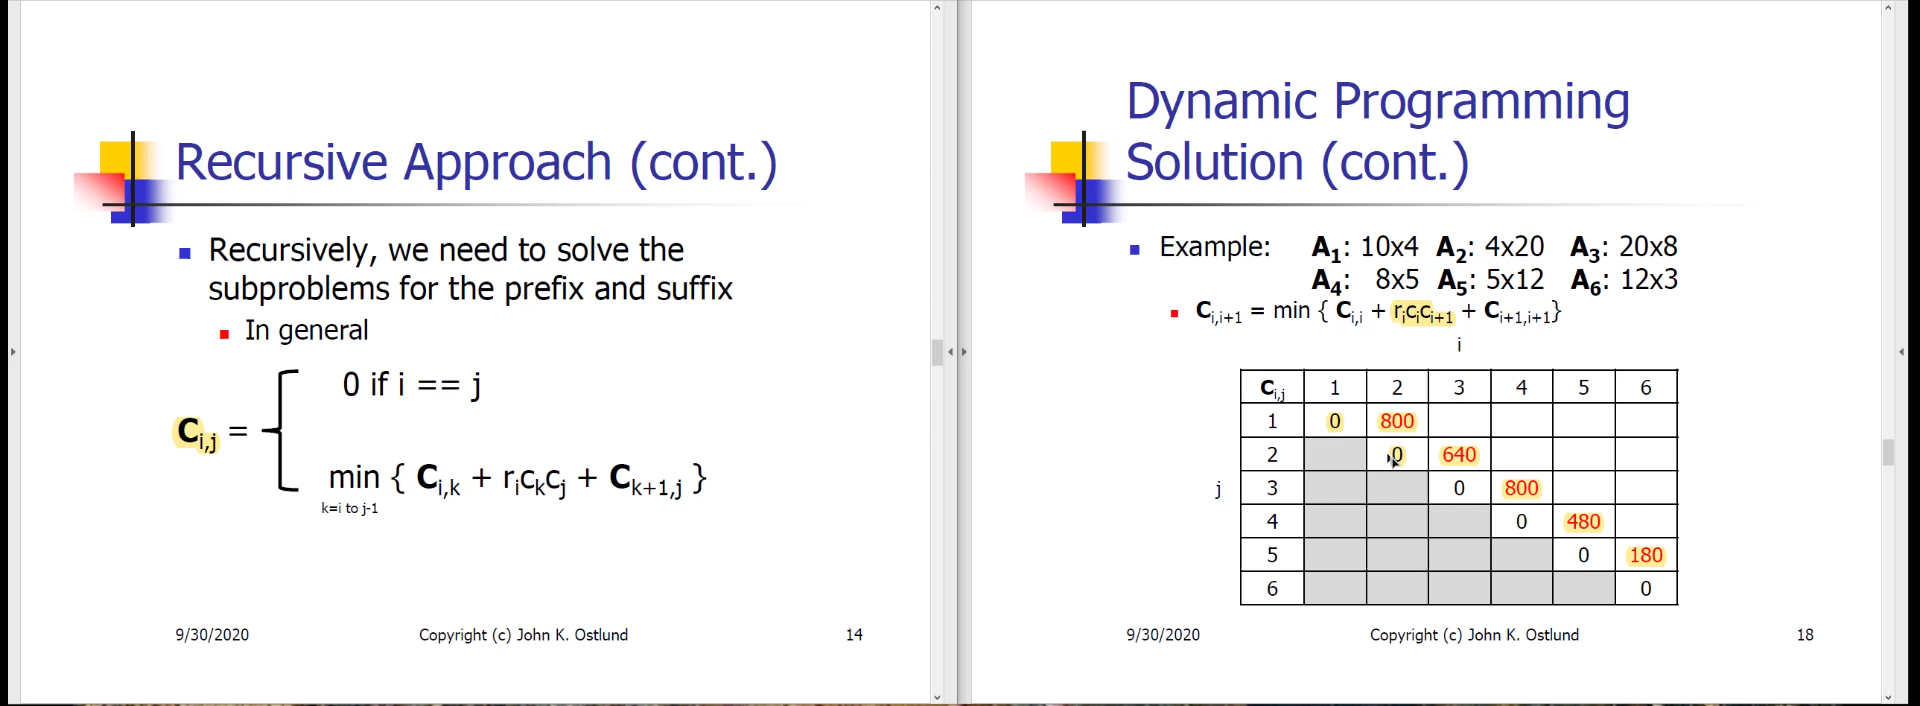 Recursive Approach (cont.)
Recursively, we need to solve the
subproblems for the prefix and suffix
In general
0 if i == j
Ci,j =
min { Ci,k + rickcj + Ck+1,j }
k=i to j-1
9/30/2020 Copyright (c) John K. Ostlund 14
Dynamic Programming
Solution (cont.)
Example: A1: 10x4 A2: 4x20 A3: 20x8
A4: 8x5 A5: 5x12 A6: 12x3
Ci,i+1 = min { Ci,i + ricici+1 + Ci+1,i+1}
i
Ci,j 1 2 3 4 5 6
1 0 800
2 0 640
j
3 0 800
4 0 480
5 0 180
6 0
9/30/2020 Copyright (c) John K. Ostlund 18